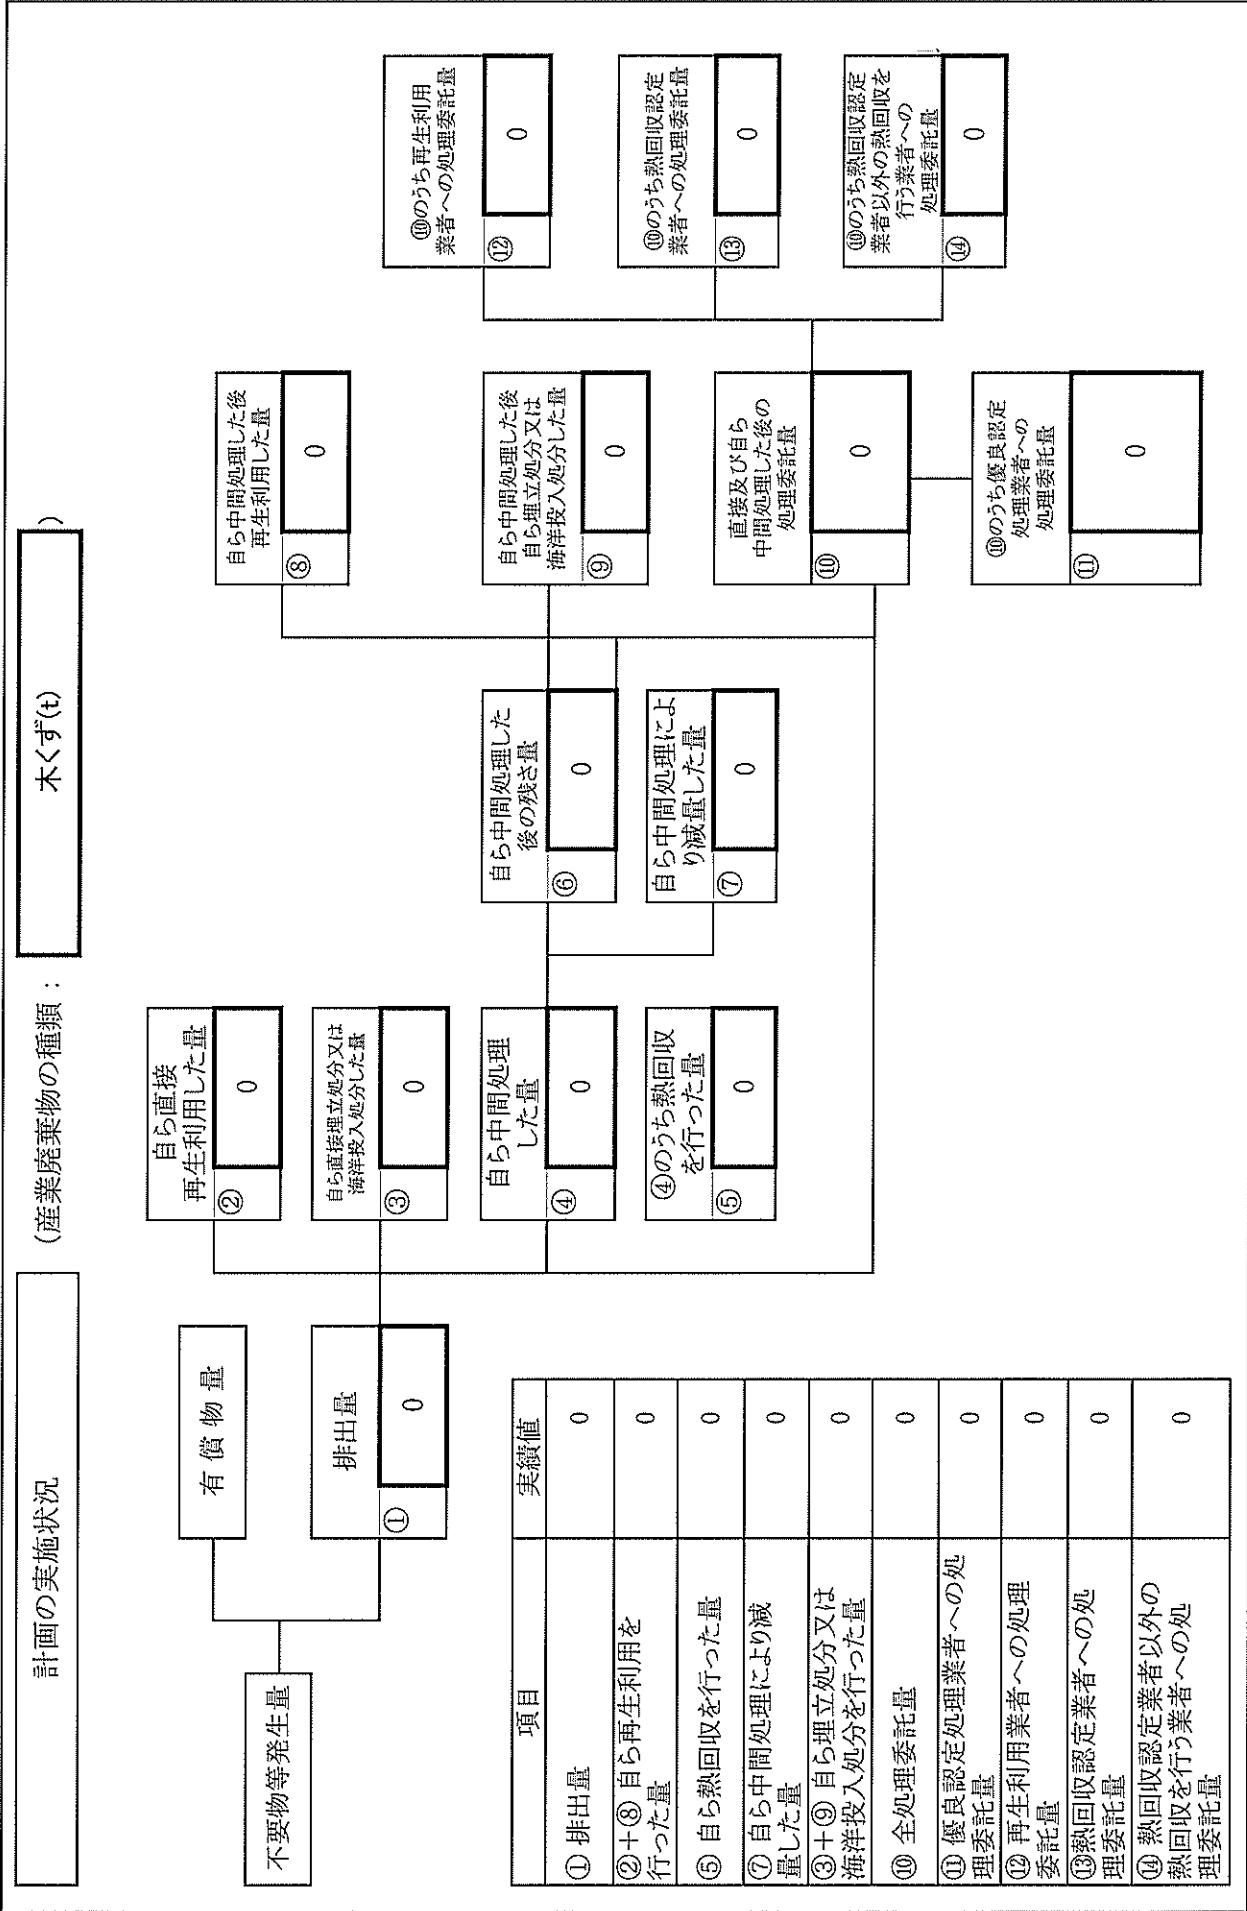 計画の実施状況
(産業廃棄物の種類：
木くず(t)
)
不要物等発生量
有 償 物 量
排出量
①
0
自ら直接
再生利用した量
②
0
自ら直接埋立処分又は
海洋投入処分した量
③
0
自ら中間処理
した量
④
0
④のうち熱回収
を行った量
⑤
0
自ら中間処理した
後の残さ量
⑥
0
自ら中間処理によ
り減量した量
⑦
0
自ら中間処理した後
再生利用した量
⑧
0
自ら中間処理した後
自ら埋立処分又は
海洋投入処分した量
⑨
0
直接及び自ら
中間処理した後の
処理委託量
⑩
0
⑩のうち優良認定
処理業者への
処理委託量
⑪
0
⑩のうち再生利用
業者への処理委託量
⑫
0
⑩のうち熱回収認定
業者への処理委託量
⑬
0
⑩のうち熱回収認定
業者以外の熱回収を
行う業者への
処理委託量
⑭
0
項目
実績値
① 排出量
0
②＋⑧ 自ら再生利用を
行った量
0
⑤ 自ら熱回収を行った量
0
⑦ 自ら中間処理により減
量した量
0
③＋⑨ 自ら埋立処分又は
海洋投入処分を行った量
0
⑩ 全処理委託量
0
⑪ 優良認定処理業者への処
理委託量
0
⑫ 再生利用業者への処理
委託量
0
⑬熱回収認定業者への処
理委託量
0
⑭ 熱回収認定業者以外の
熱回収を行う業者への処
理委託量
0